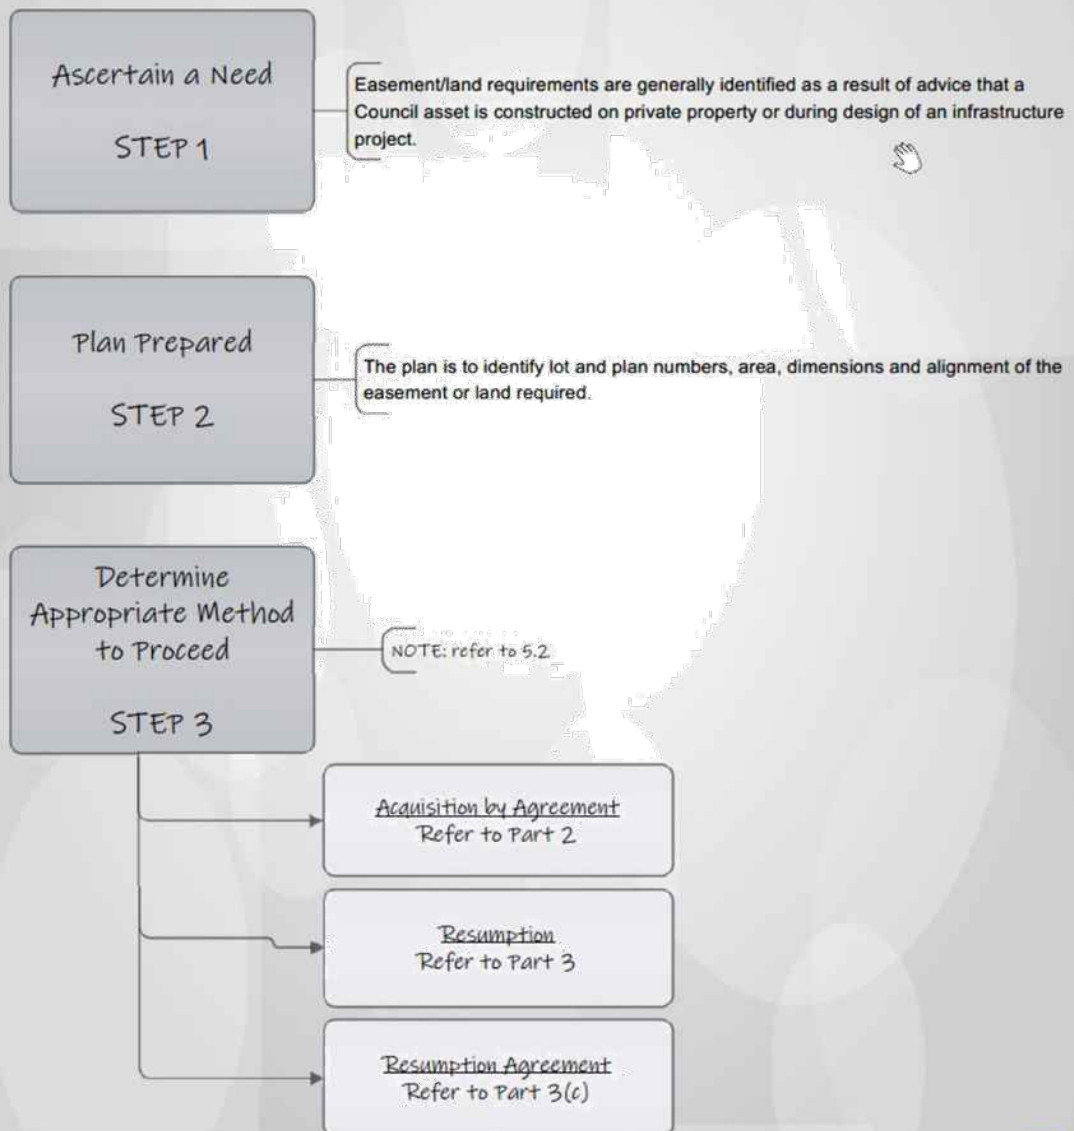 Ascertain a Need
STEP 1
Easement/land requirements are generally identified as a result of advice that a
Council asset is constructed on private property or during design of an infrastructure
project.
Plan Prepared
STEP 2
The plan is to identify lot and plan numbers, area, dimensions and alignment of the
easement or land required.
Determine
Appropriate Method
to Proceed
STEP 3
NOTE: refer to 5.2
Acquisition by Agreement
Refer to Part 2
Resumption
Refer to Part 3
Resumption Agreement
Refer to Part 3(c)